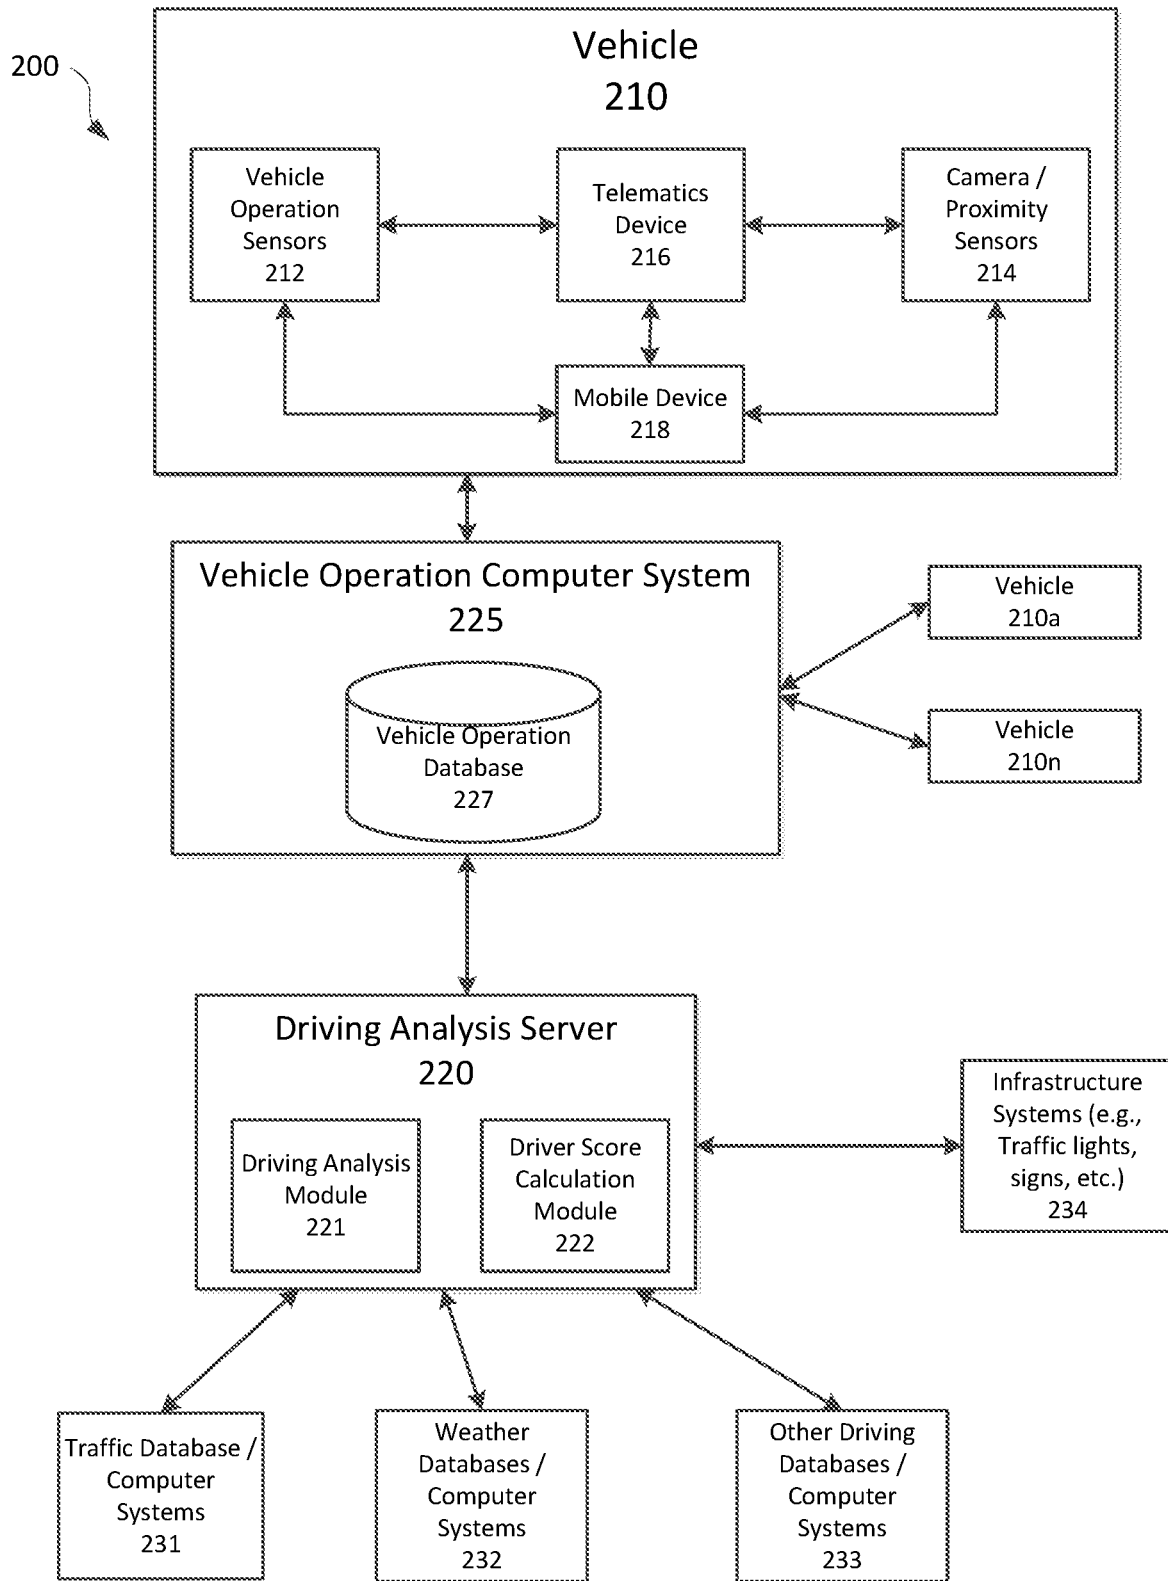 200
Vehicle
210
Vehicle
Operation
Sensors
212
Telematics
Device
216
Camera /
Proximity
Sensors
214
Mobile Device
218
Vehicle Operation Computer System
225
Vehicle Operation
Database
227
Vehicle
210a
Vehicle
210n
Driving Analysis Server
220
Driving Analysis
Module
221
Driver Score
Calculation
Module
222
Infrastructure
Systems (e.g.,
Traffic lights,
signs, etc.)
234
Traffic Database /
Computer
Systems
231
Weather
Databases /
Computer
Systems
232
Other Driving
Databases /
Computer
Systems
233